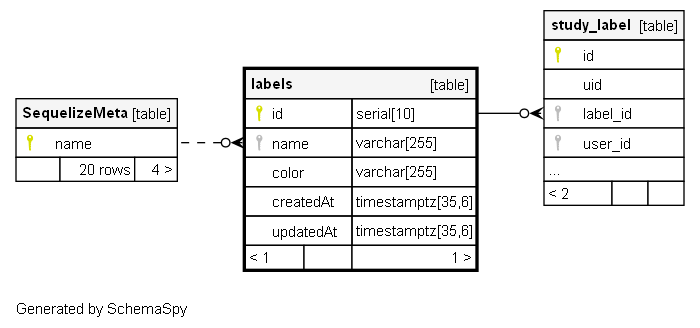 SequelizeMeta [table]
name
20 rows 4 >
labels [table]
id serial[10]
name varchar[255]
color varchar[255]
createdAt timestamptz[35,6]
updatedAt timestamptz[35,6]
< 1 1 >
study_label [table]
id
uid
label_id
user_id
...
< 2
Generated by SchemaSpy